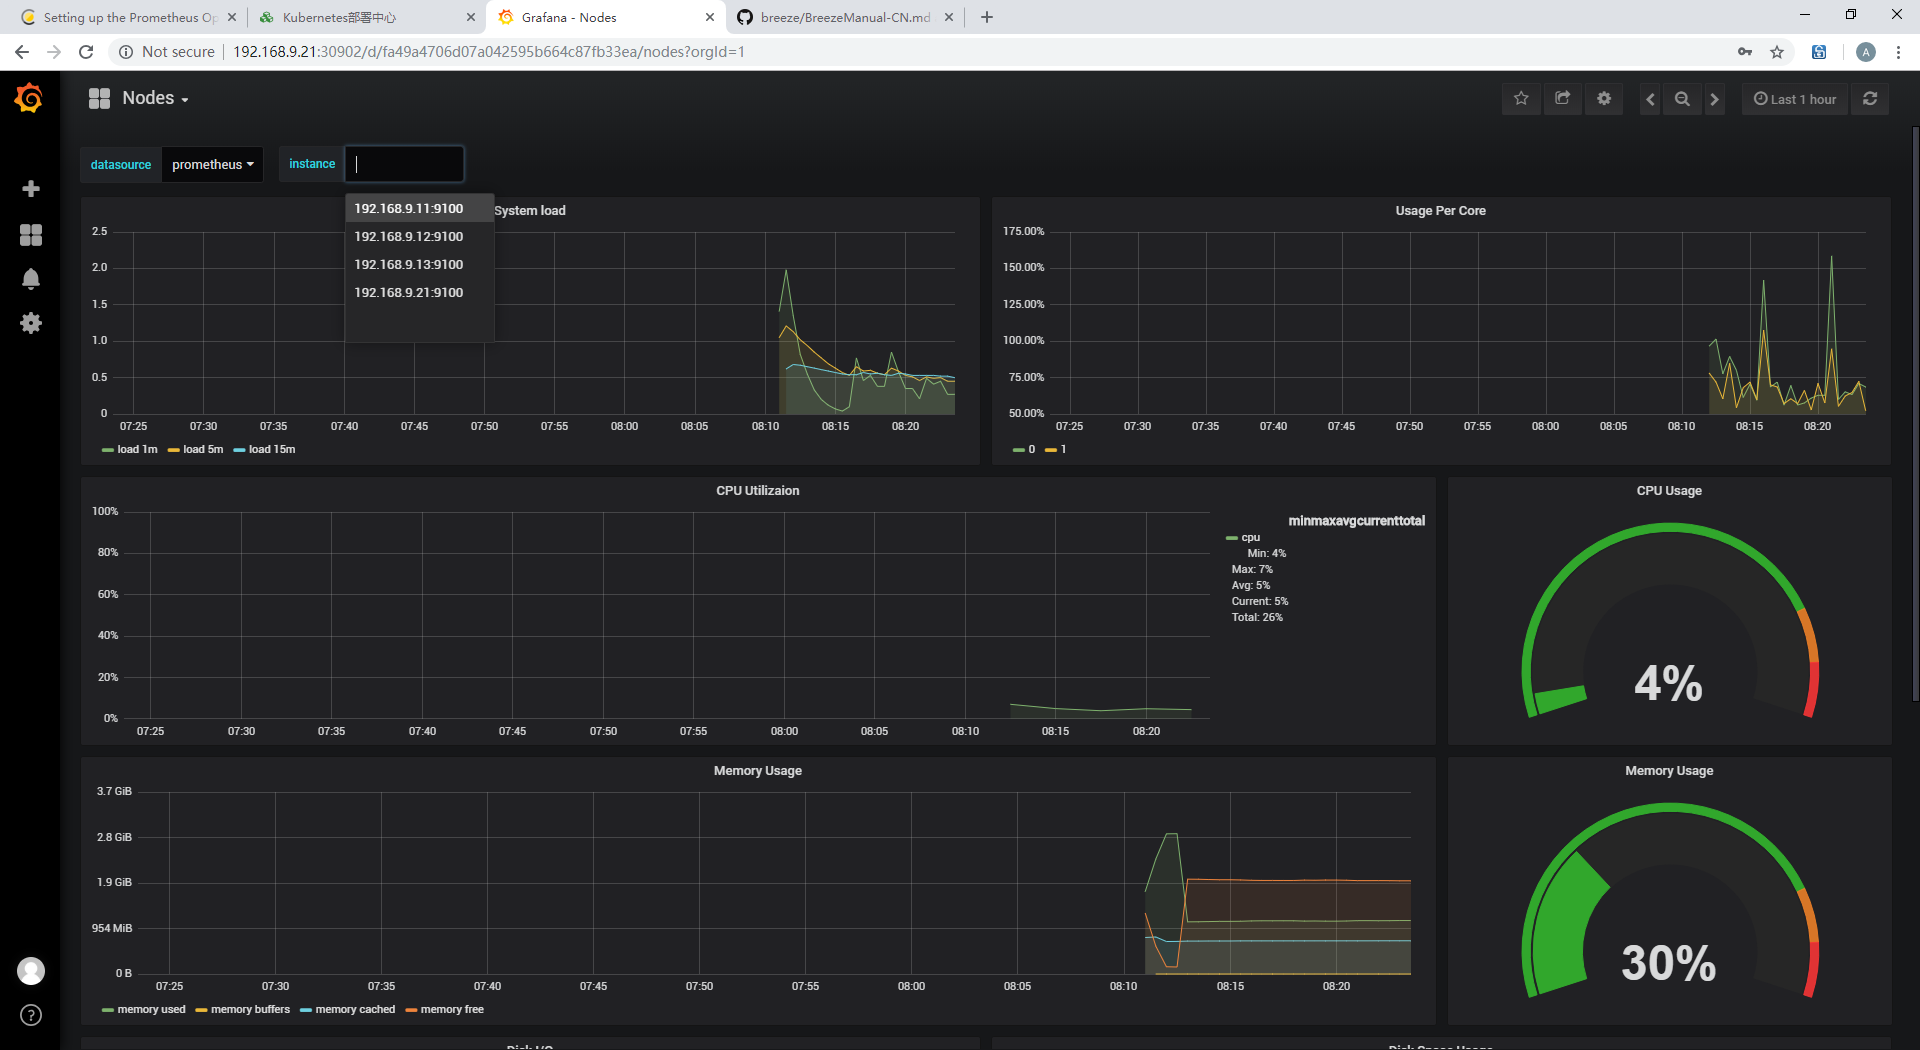 Setting up the Prometheus Op
Kubernetes部署中心
Grafana - Nodes
breeze/BreezeManual-CN.md
Not secure
192.168.9.21:30902/d/fa49a4706d07a042595b664c87fb33ea/nodes?orgId=1
A
Nodes
Last 1 hour
datasource
prometheus
instance
192.168.9.11:9100
192.168.9.12:9100
192.168.9.13:9100
192.168.9.21:9100
System load
2.5
2.0
1.5
1.0
0.5
0
07:25 07:30 07:35 07:40 07:45 07:50 07:55 08:00 08:05 08:10 08:15 08:20
load 1m load 5m load 15m
Usage Per Core
175.00%
150.00%
125.00%
100.00%
75.00%
50.00%
07:25 07:30 07:35 07:40 07:45 07:50 07:55 08:00 08:05 08:10 08:15 08:20
0 1
CPU Utilizaion
100%
80%
60%
40%
20%
0%
07:25 07:30 07:35 07:40 07:45 07:50 07:55 08:00 08:05 08:10 08:15 08:20
minmaxavgcurrenttotal
cpu
Min: 4%
Max: 7%
Avg: 5%
Current: 5%
Total: 26%
CPU Usage
4%
Memory Usage
3.7 GiB
2.8 GiB
1.9 GiB
954 MiB
0 B
07:25 07:30 07:35 07:40 07:45 07:50 07:55 08:00 08:05 08:10 08:15 08:20
memory used memory buffers memory cached memory free
Memory Usage
30%
Disk I/O
Disk Space Usage